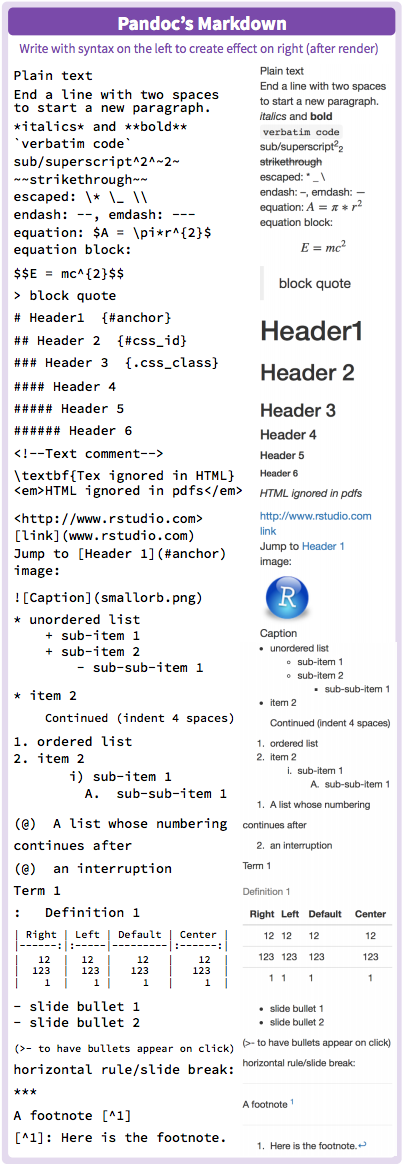 Pandoc's Markdown
Write with syntax on the left to create effect on right (after render)
Plain text
End a line with two spaces
to start a new paragraph.
*italics* and **bold**
`verbatim code`
sub/superscript^2^~2~
~~strikethrough~~
escaped: \* \_ \\
endash: --, emdash: ---
equation: $A = \pi*r^{2}$
equation block:
$$E = mc^{2}$$
> block quote
# Header1 {#anchor}
## Header 2 {#css_id}
### Header 3 {.css_class}
#### Header 4
##### Header 5
###### Header 6
<!--Text comment-->
\textbf{Tex ignored in HTML}
<em>HTML ignored in pdfs</em>
<http://www.rstudio.com>
[link](www.rstudio.com)
Jump to [Header 1](#anchor)
image:
![Caption](smallorb.png)
* unordered list
+ sub-item 1
+ sub-item 2
- sub-sub-item 1
* item 2
Continued (indent 4 spaces)
1. ordered list
2. item 2
i) sub-item 1
A. sub-sub-item 1
(@) A list whose numbering
continues after
(@) an interruption
Term 1
: Definition 1
| Right | Left | Default | Center |
|------:|:-----|---------|:------:|
| 12 | 12 | 12 | 12 |
| 123 | 123 | 123 | 123 |
| 1 | 1 | 1 | 1 |
- slide bullet 1
- slide bullet 2
(>- to have bullets appear on click)
horizontal rule/slide break:
***
A footnote [^1]
[^1]: Here is the footnote.
Plain text
End a line with two spaces
to start a new paragraph.
italics and bold
verbatim code
sub/superscript²₂
strikethrough
escaped: * _ \
endash: –, emdash: —
equation: A = π ∗ r²
equation block:
E = mc²
block quote
Header1
Header 2
Header 3
Header 4
Header 5
Header 6
HTML ignored in pdfs
http://www.rstudio.com
link
Jump to Header 1
image:
R
Caption
• unordered list
◦ sub-item 1
◦ sub-item 2
▪ sub-sub-item 1
• item 2
Continued (indent 4 spaces)
1. ordered list
2. item 2
i. sub-item 1
A. sub-sub-item 1
1. A list whose numbering
continues after
2. an interruption
Term 1
Definition 1
Right Left Default Center
12 12 12 12
123 123 123 123
1 1 1 1
• slide bullet 1
• slide bullet 2
(>- to have bullets appear on click)
horizontal rule/slide break:
A footnote ¹
1. Here is the footnote.↩